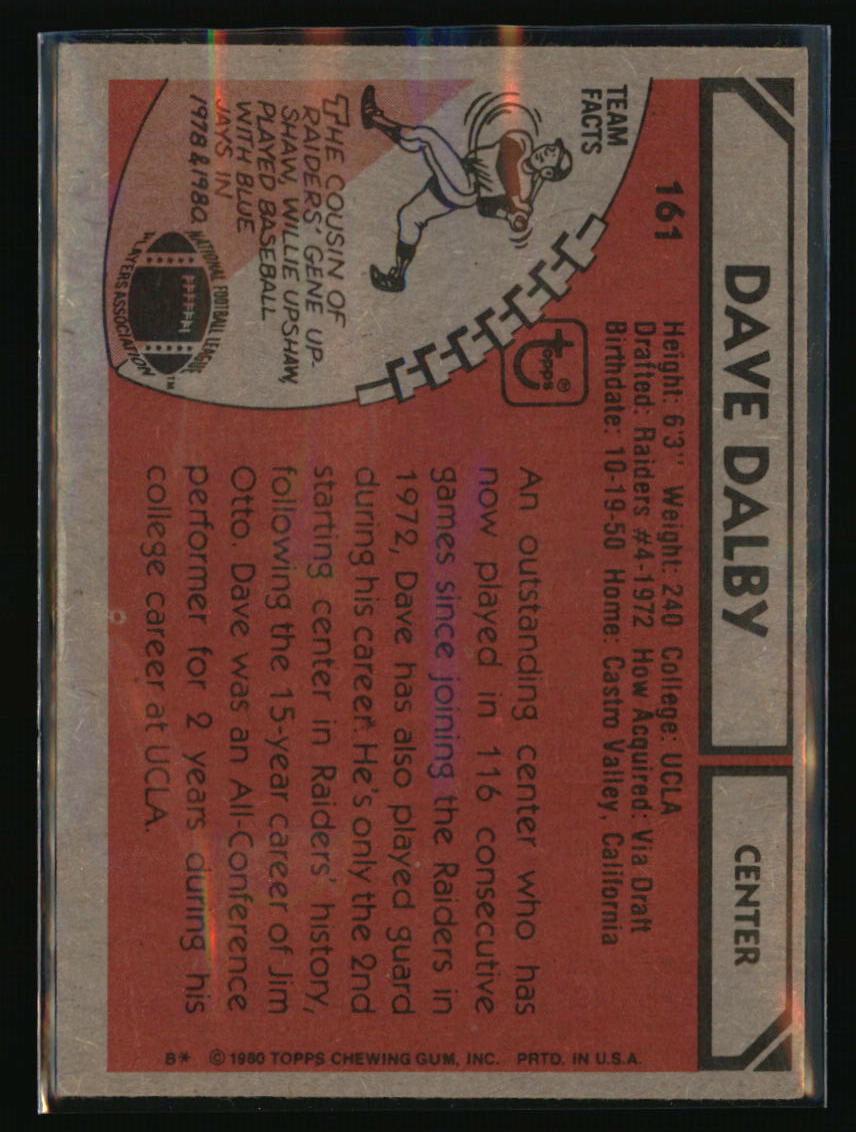 DAVE DALBY
CENTER
161
Height: 6'3" Weight: 240 College: UCLA
Drafted: Raiders #4-1972 How Acquired: Via Draft
Birthdate: 10-19-50 Home: Castro Valley, California
TEAM
FACTS
THE COUSIN OF
RAIDERS' GENE UP-
SHAW, WILLIE UPSHAW,
PLAYED BASEBALL
WITH BLUE
JAYS IN
1978 & 1980.
NATIONAL FOOTBALL LEAGUE
PLAYERS ASSOCIATION
TM
topps®
An outstanding center who has
now played in 116 consecutive
games since joining the Raiders in
1972, Dave has also played guard
during his career. He's only the 2nd
starting center in Raiders' history,
following the 15-year career of Jim
Otto. Dave was an All-Conference
performer for 2 years during his
college career at UCLA.
B* © 1980 TOPPS CHEWING GUM, INC. PRTD. IN U.S.A.